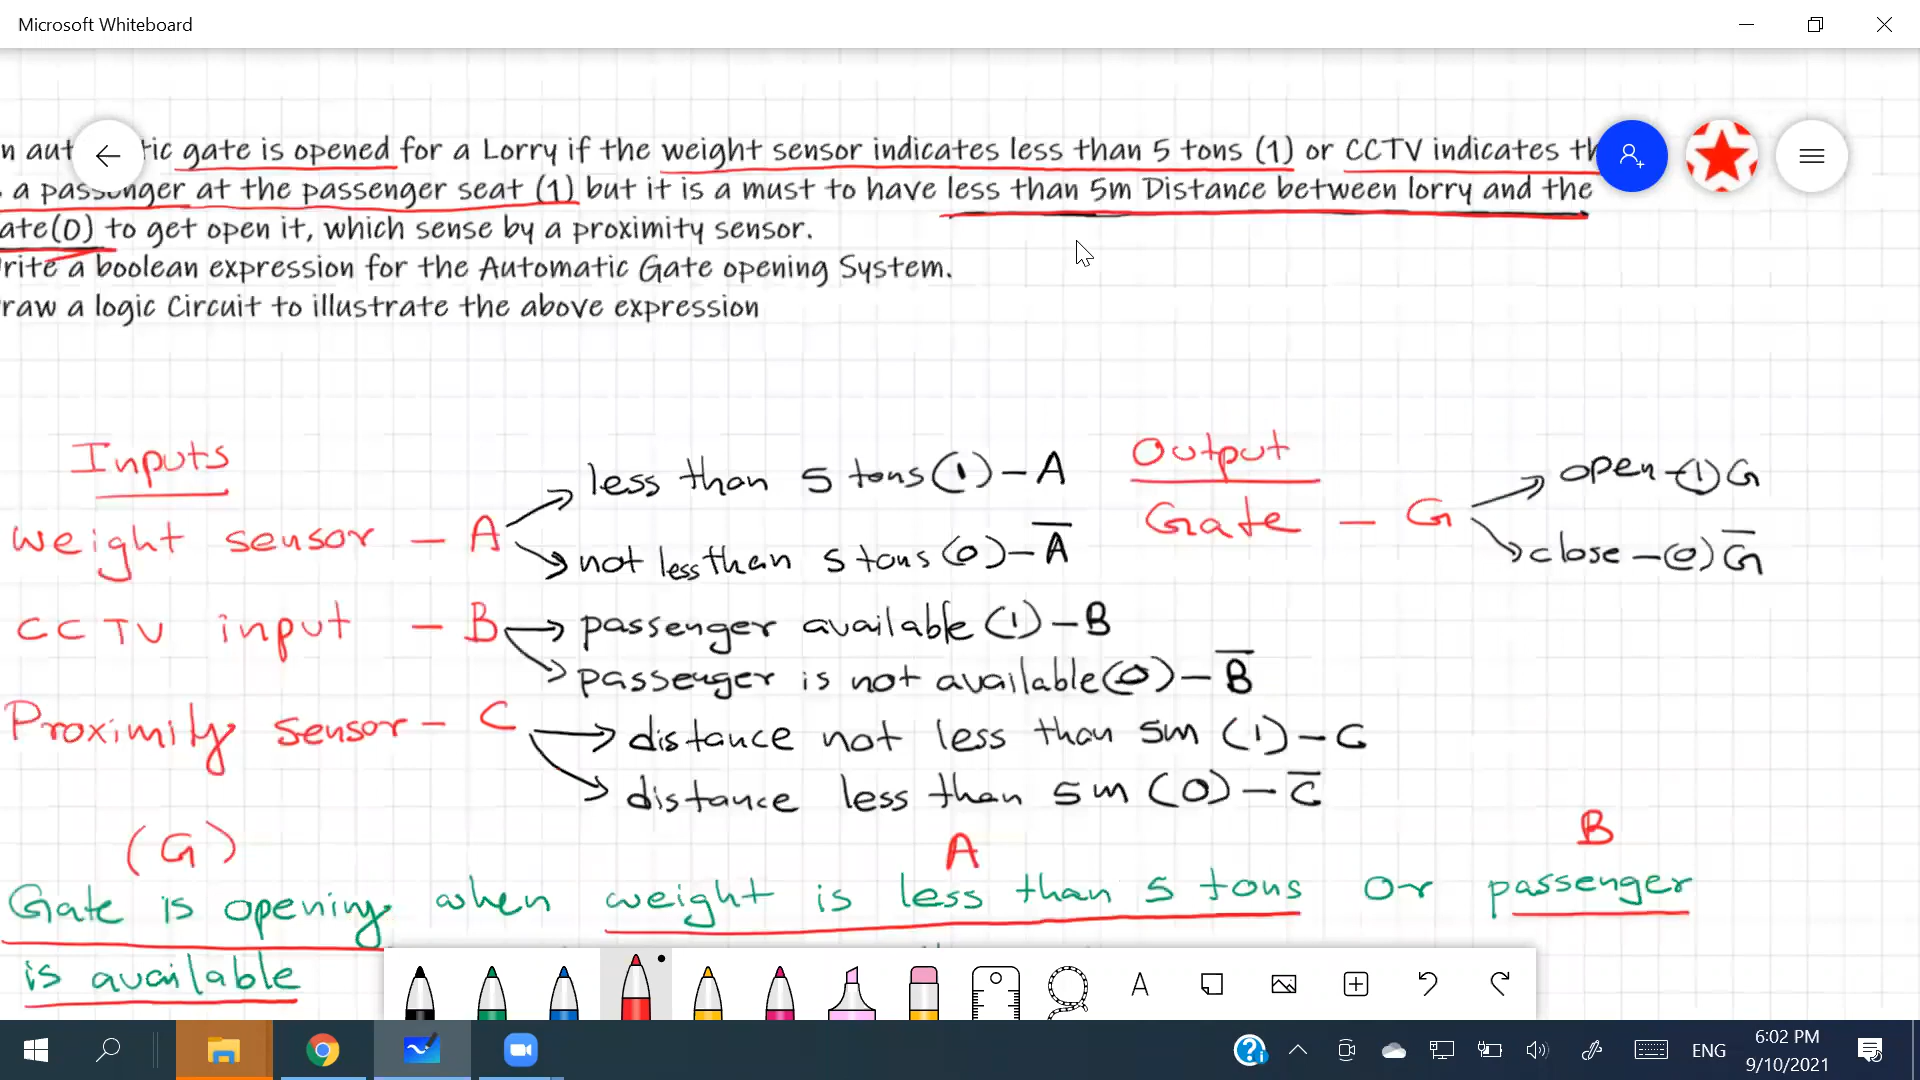 Microsoft Whiteboard
n aut tic gate is opened for a Lorry if the weight sensor indicates less than 5 tons (1) or CCTV indicates th
a passenger at the passenger seat (1) but it is a must to have less than 5m Distance between lorry and the
ate(0) to get open it, which sense by a proximity sensor.
rite a boolean expression for the Automatic Gate opening System.
raw a logic Circuit to illustrate the above expression
Inputs
Output
less than 5 tons (1) - A
open - (1) G
weight sensor - A
Gate - G
not less than 5 tons (0) - A̅
close - (0) G̅
CCTV input - B
passenger available (1) - B
passenger is not available (0) - B̅
Proximity sensor - C
distance not less than 5m (1) - C
distance less than 5m (0) - C̅
(G) A B
Gate is opening when weight is less than 5 tons or passenger
is available
A
ENG
6:02 PM
9/10/2021